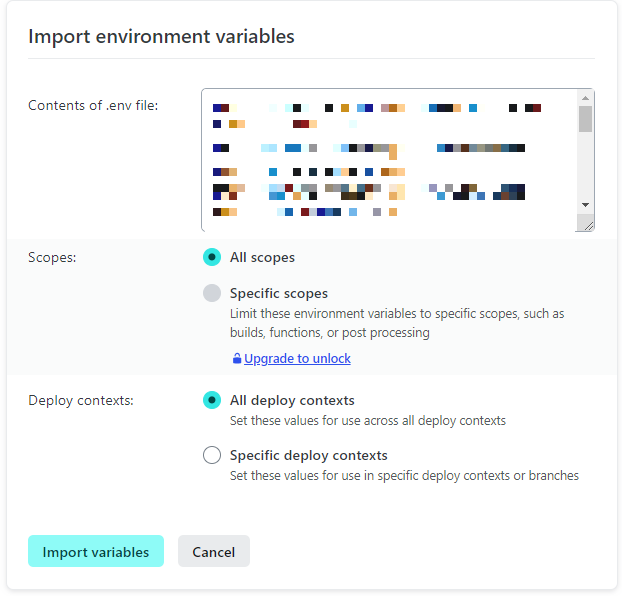 Import environment variables
Contents of .env file:
Scopes:
All scopes
Specific scopes
Limit these environment variables to specific scopes, such as
builds, functions, or post processing
Upgrade to unlock
Deploy contexts:
All deploy contexts
Set these values for use across all deploy contexts
Specific deploy contexts
Set these values for use in specific deploy contexts or branches
Import variables
Cancel